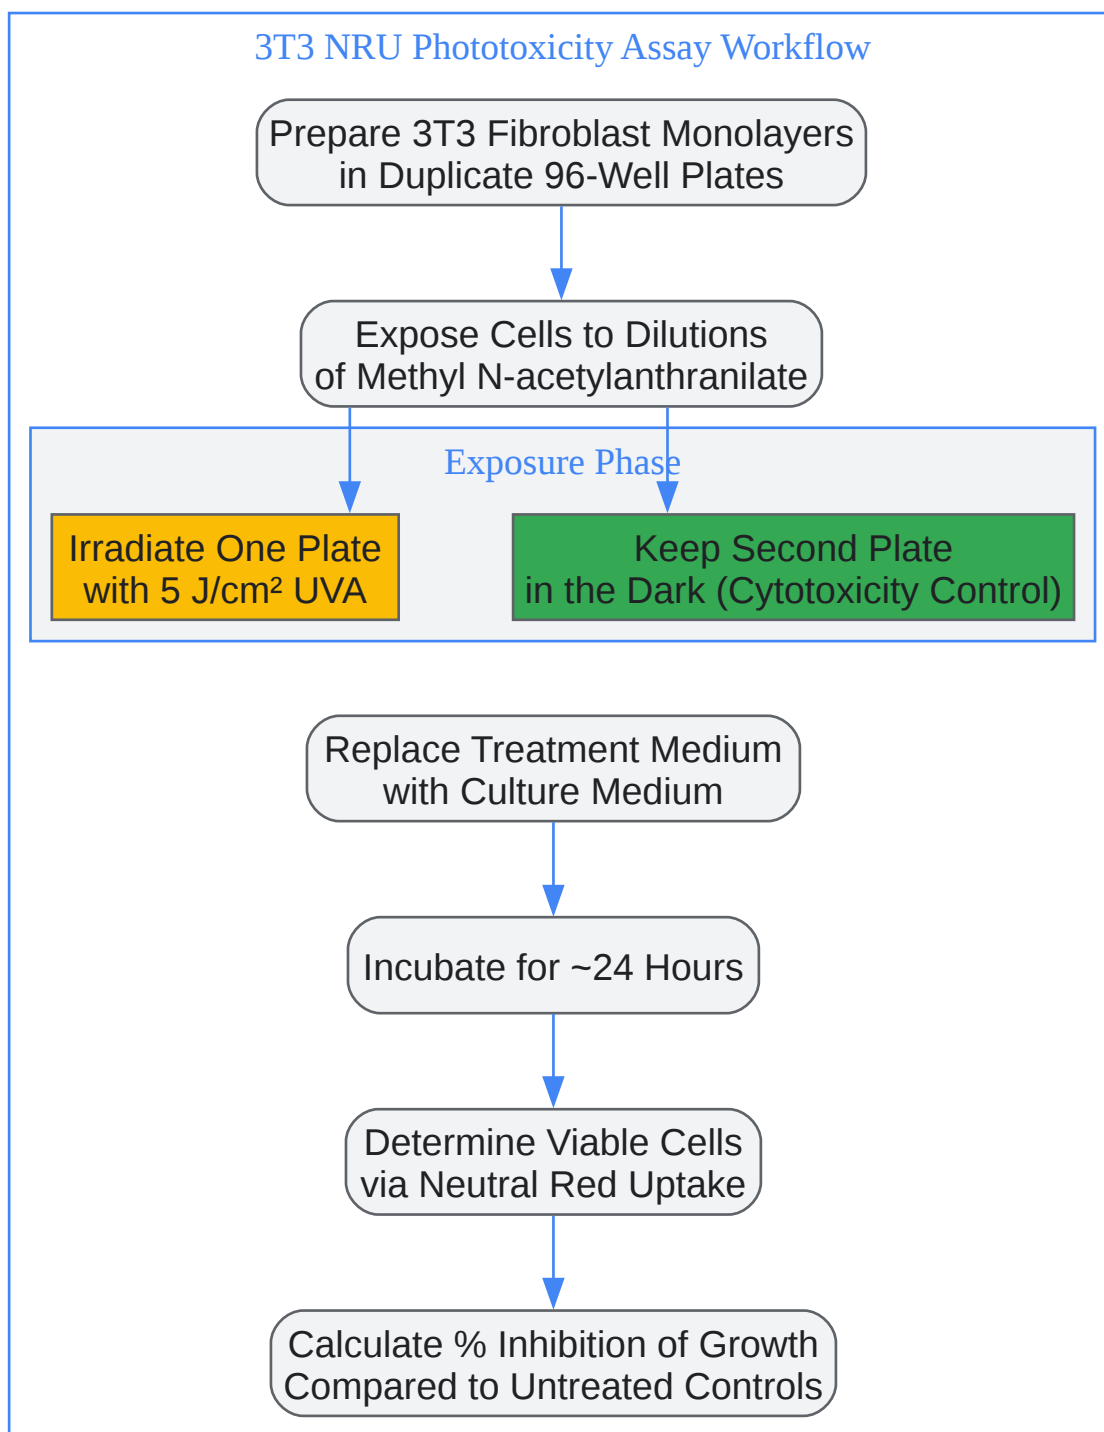 3T3 NRU Phototoxicity Assay Workflow
Prepare 3T3 Fibroblast Monolayers
in Duplicate 96-Well Plates
Expose Cells to Dilutions
of Methyl N-acetylanthranilate
Exposure Phase
Irradiate One Plate
with 5 J/cm² UVA
Keep Second Plate
in the Dark (Cytotoxicity Control)
Replace Treatment Medium
with Culture Medium
Incubate for ~24 Hours
Determine Viable Cells
via Neutral Red Uptake
Calculate % Inhibition of Growth
Compared to Untreated Controls